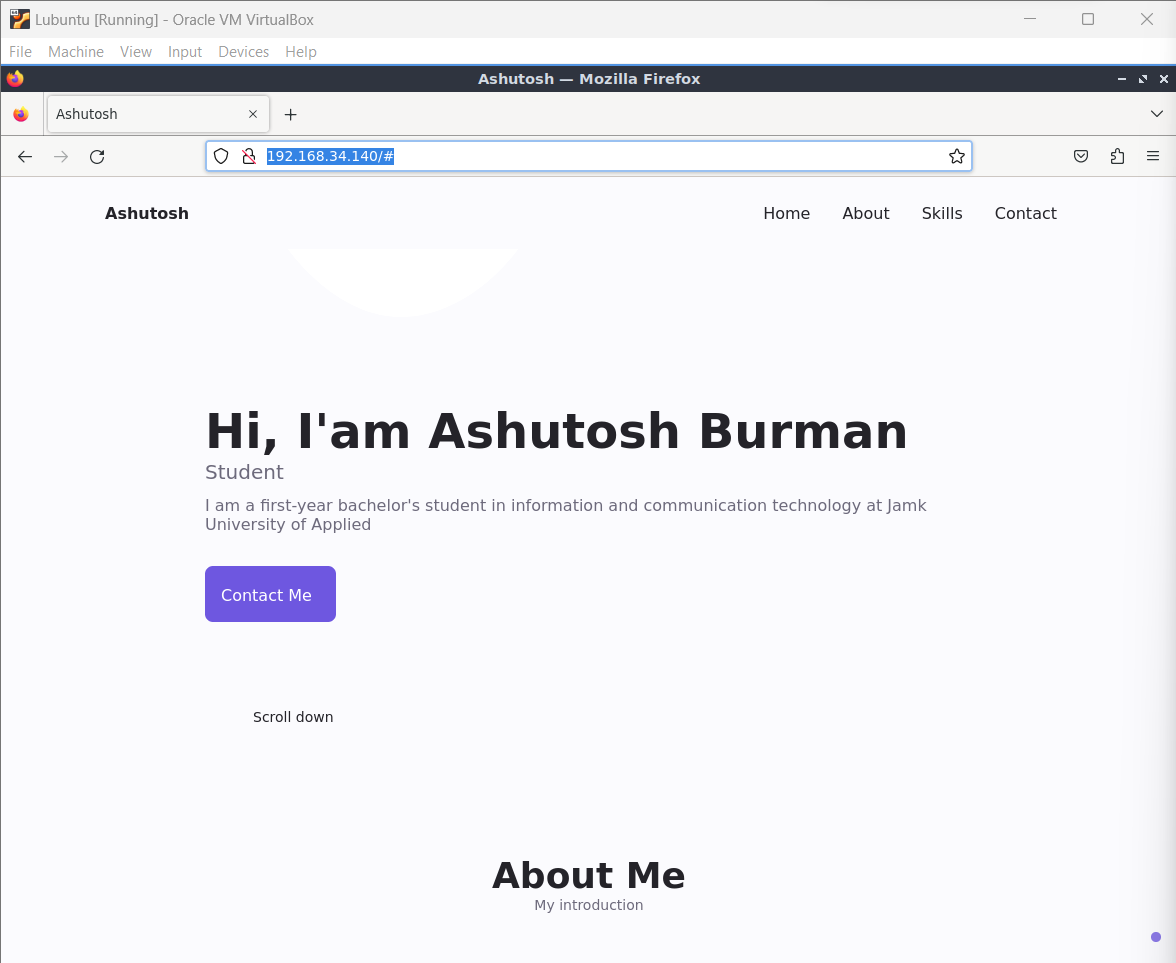 Lubuntu [Running] - Oracle VM VirtualBox
File Machine View Input Devices Help
Ashutosh — Mozilla Firefox
Ashutosh
192.168.34.140/#
Ashutosh
Home About Skills Contact
Hi, I'am Ashutosh Burman
Student
I am a first-year bachelor's student in information and communication technology at Jamk
University of Applied
Contact Me
Scroll down
About Me
My introduction